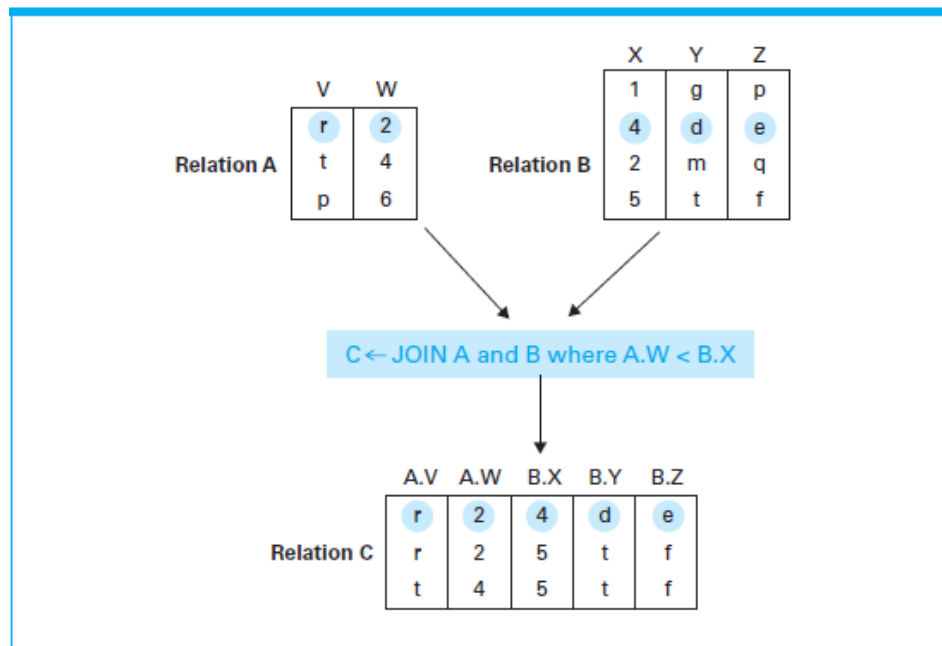 V W
r 2
Relation A t 4
p 6
X Y Z
1 g p
4 d e
Relation B 2 m q
5 t f
C← JOIN A and B where A.W < B.X
A.V A.W B.X B.Y B.Z
r 2 4 d e
Relation C r 2 5 t f
t 4 5 t f